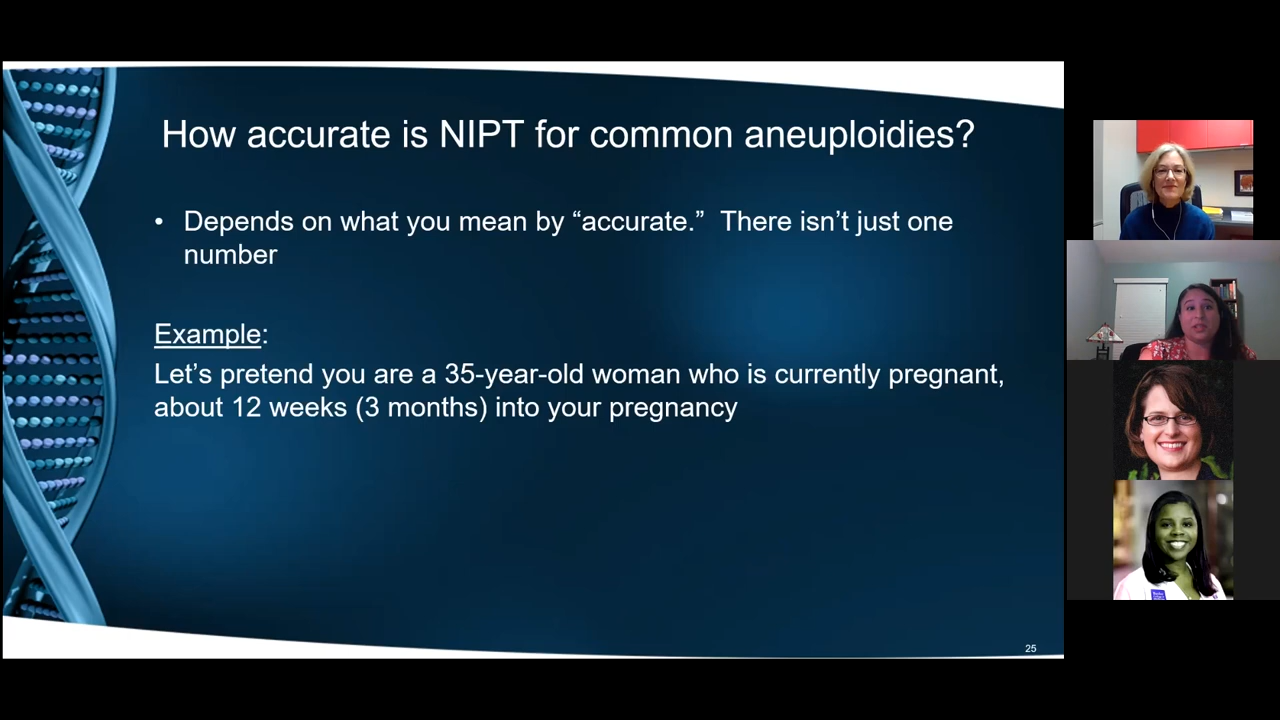 How accurate is NIPT for common aneuploidies?
• Depends on what you mean by “accurate.”  There isn’t just one
number
Example:
Let’s pretend you are a 35-year-old woman who is currently pregnant,
about 12 weeks (3 months) into your pregnancy
25